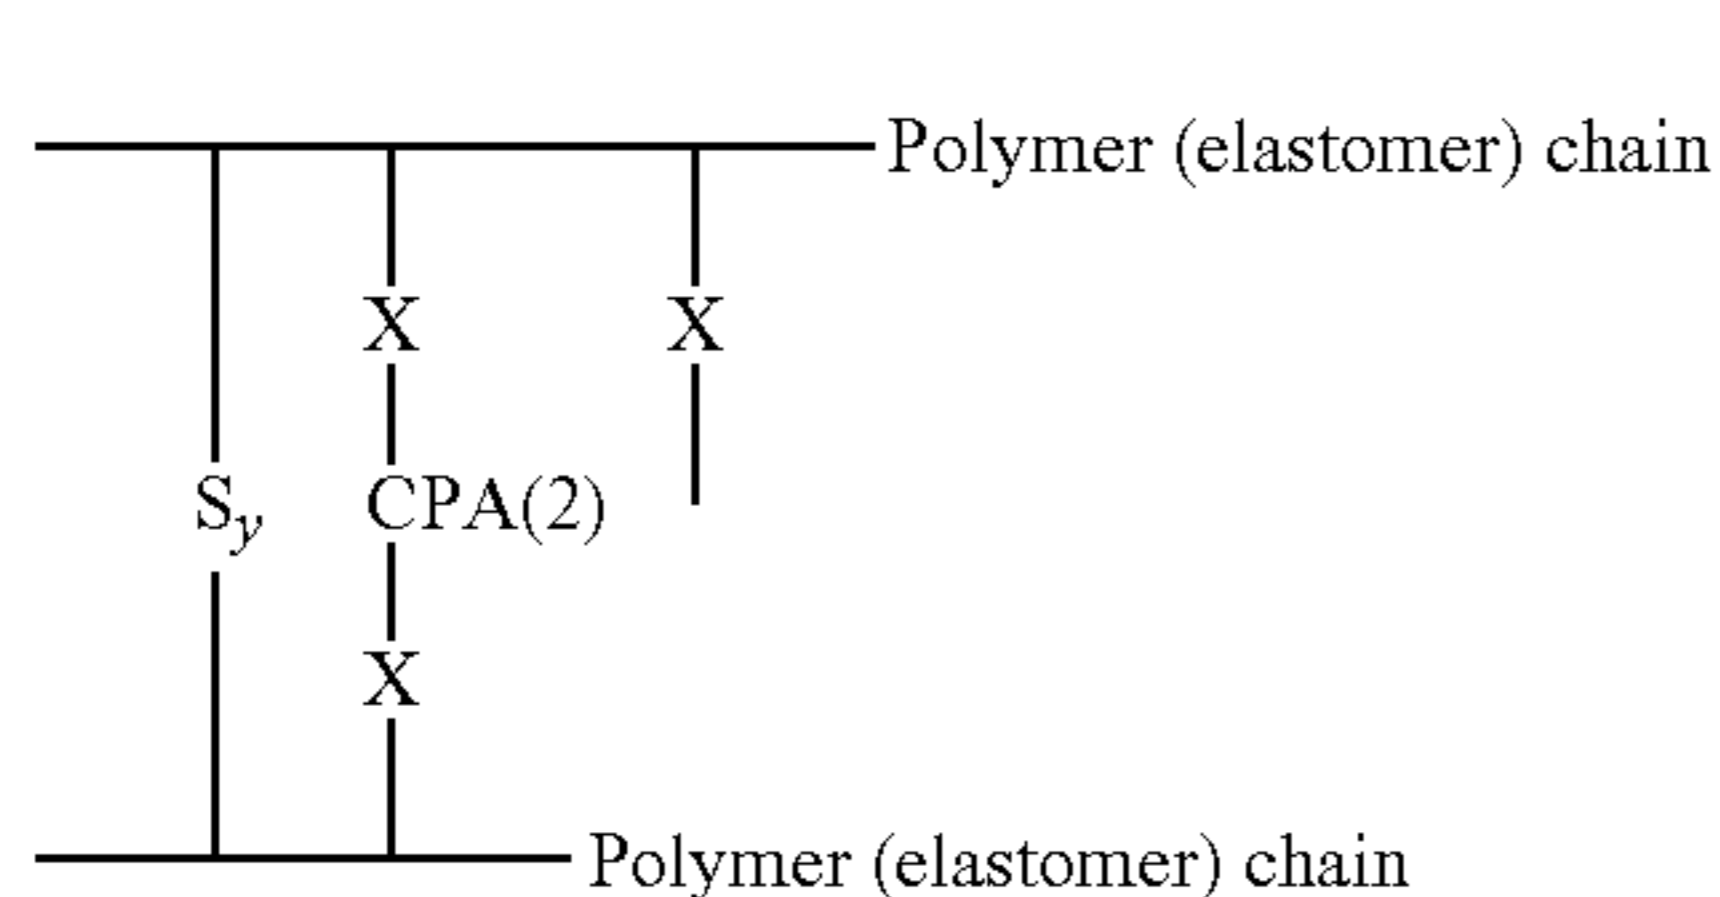 Polymer (elastomer) chain
X X
Sy CPA(2)
X
Polymer (elastomer) chain